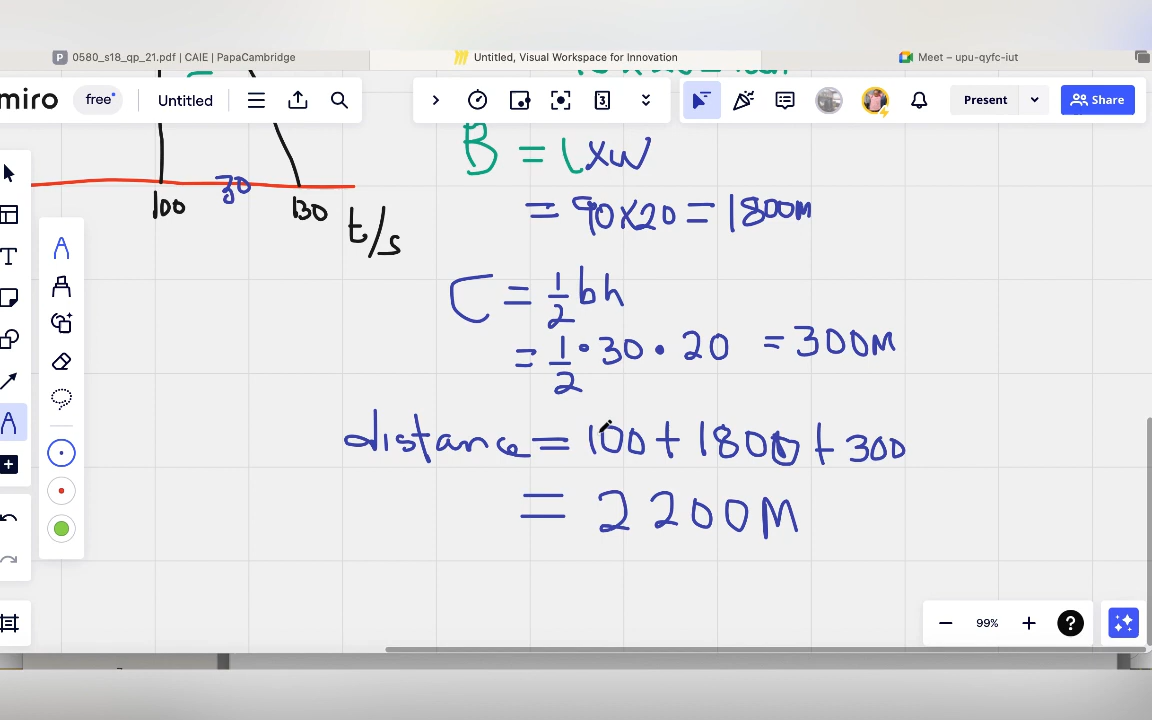 0580_s18_qp_21.pdf | CAIE | PapaCambridge
Untitled, Visual Workspace for Innovation
Meet – upu-qyfc-iut
miro
free
Untitled
3
Present
Share
B = l x w
= 90 x 20 = 1800M
30
100
130
t/s
C = 1/2 bh
= 1/2 · 30 · 20 = 300M
distance = 100 + 1800 + 300
= 2200M
99%
?